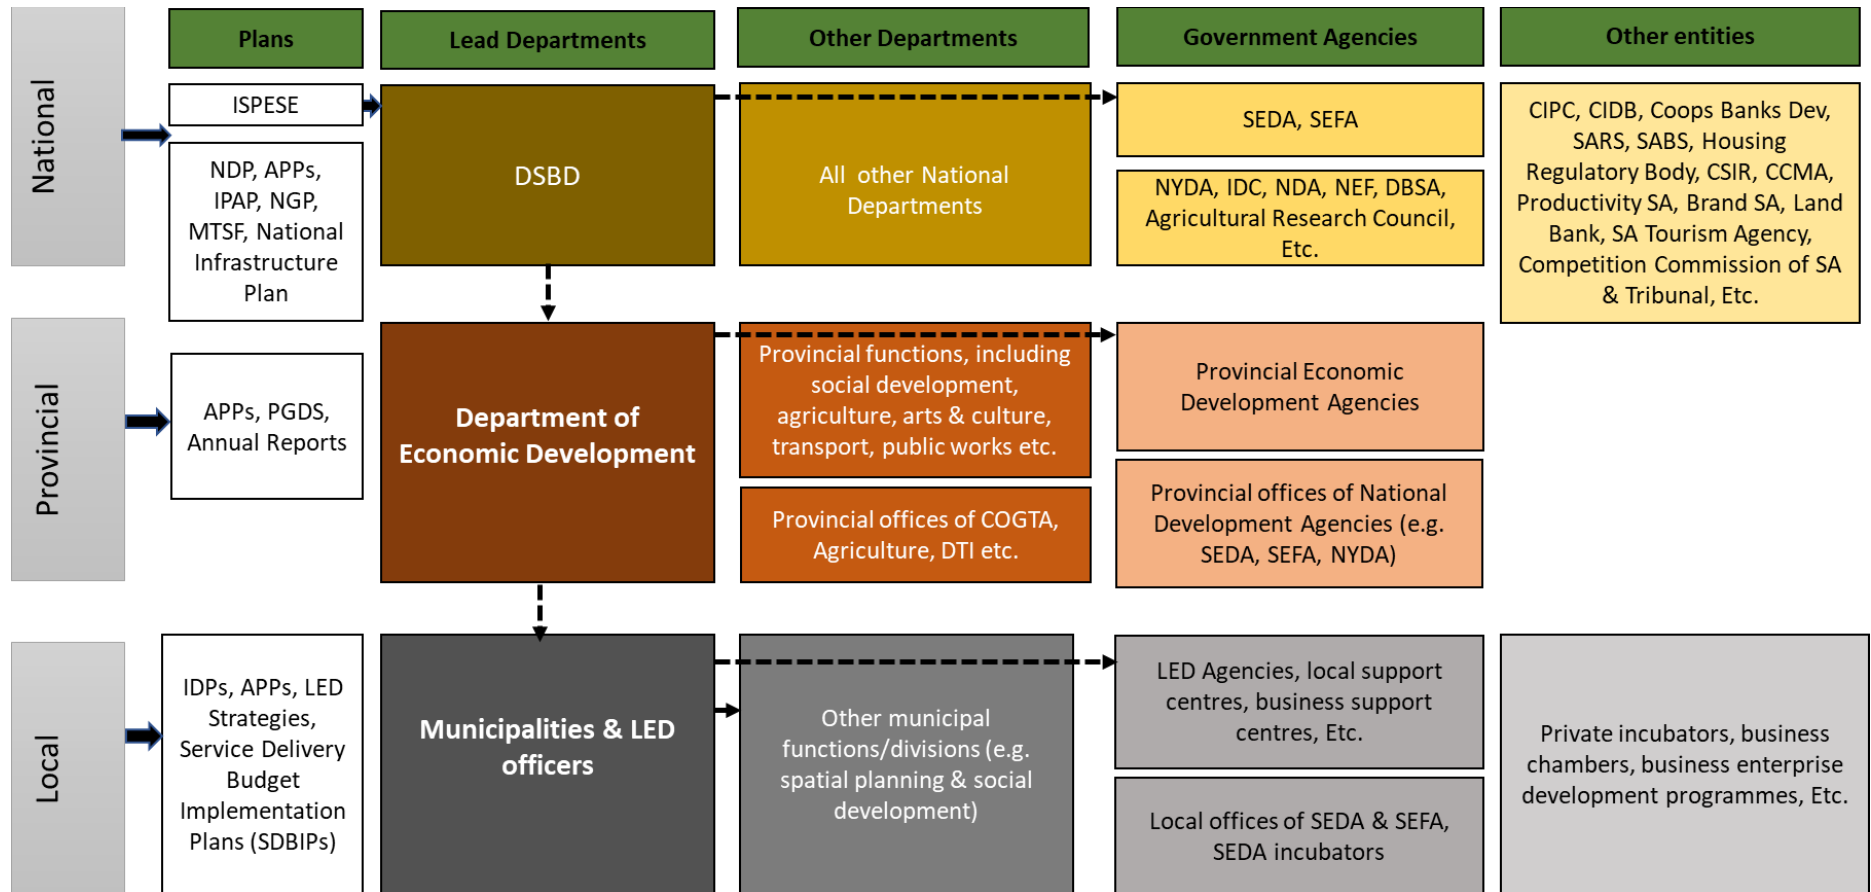 Plans
Lead Departments
Other Departments
Government Agencies
Other entities
National
ISPESE
NDP, APPs,
IPAP, NGP,
MTSF, National
Infrastructure
Plan
DSBD
All other National
Departments
SEDA, SEFA
NYDA, IDC, NDA, NEF, DBSA,
Agricultural Research Council,
Etc.
CIPC, CIDB, Coops Banks Dev,
SARS, SABS, Housing
Regulatory Body, CSIR, CCMA,
Productivity SA, Brand SA, Land
Bank, SA Tourism Agency,
Competition Commission of SA
& Tribunal, Etc.
Provincial
APPs, PGDS,
Annual Reports
Department of
Economic Development
Provincial functions, including
social development,
agriculture, arts & culture,
transport, public works etc.
Provincial offices of COGTA,
Agriculture, DTI etc.
Provincial Economic
Development Agencies
Provincial offices of National
Development Agencies (e.g.
SEDA, SEFA, NYDA)
Local
IDPs, APPs, LED
Strategies,
Service Delivery
Budget
Implementation
Plans (SDBIPs)
Municipalities & LED
officers
Other municipal
functions/divisions (e.g.
spatial planning & social
development)
LED Agencies, local support
centres, business support
centres, Etc.
Local offices of SEDA & SEFA,
SEDA incubators
Private incubators, business
chambers, business enterprise
development programmes, Etc.